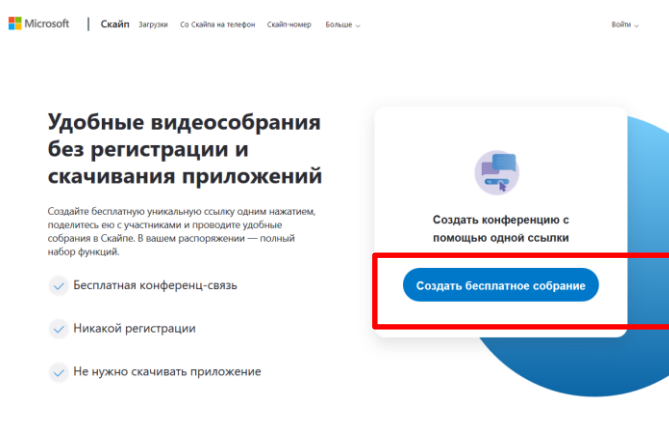 Microsoft | Скайп Загрузки Со Скайпа на телефон Скайп-номер Больше Войти
Удобные видеособрания
без регистрации и
скачивания приложений
Создайте бесплатную уникальную ссылку одним нажатием,
поделитесь ею с участниками и проводите удобные
собрания в Скайпе. В вашем распоряжении — полный
набор функций.
Бесплатная конференц-связь
Никакой регистрации
Не нужно скачивать приложение
Создать конференцию с
помощью одной ссылки
Создать бесплатное собрание